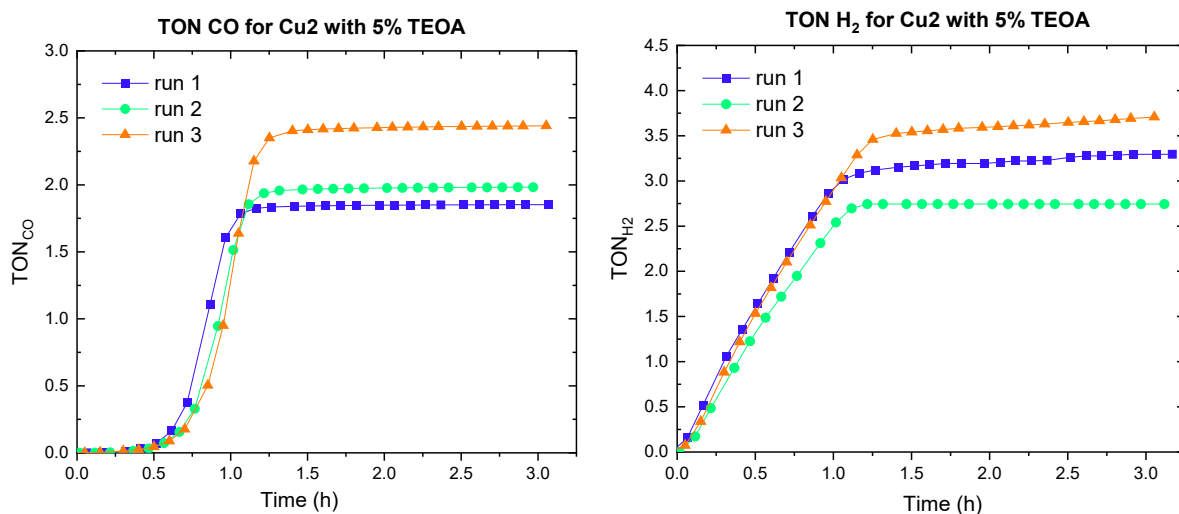 TON CO for Cu2 with 5% TEOA
3.0
2.5
2.0
1.5
1.0
0.5
0.0
TON_CO
run 1
run 2
run 3
0.0 0.5 1.0 1.5 2.0 2.5 3.0
Time (h)
TON H₂ for Cu2 with 5% TEOA
4.5
4.0
3.5
3.0
2.5
2.0
1.5
1.0
0.5
0.0
TON_H2
run 1
run 2
run 3
0.0 0.5 1.0 1.5 2.0 2.5 3.0
Time (h)